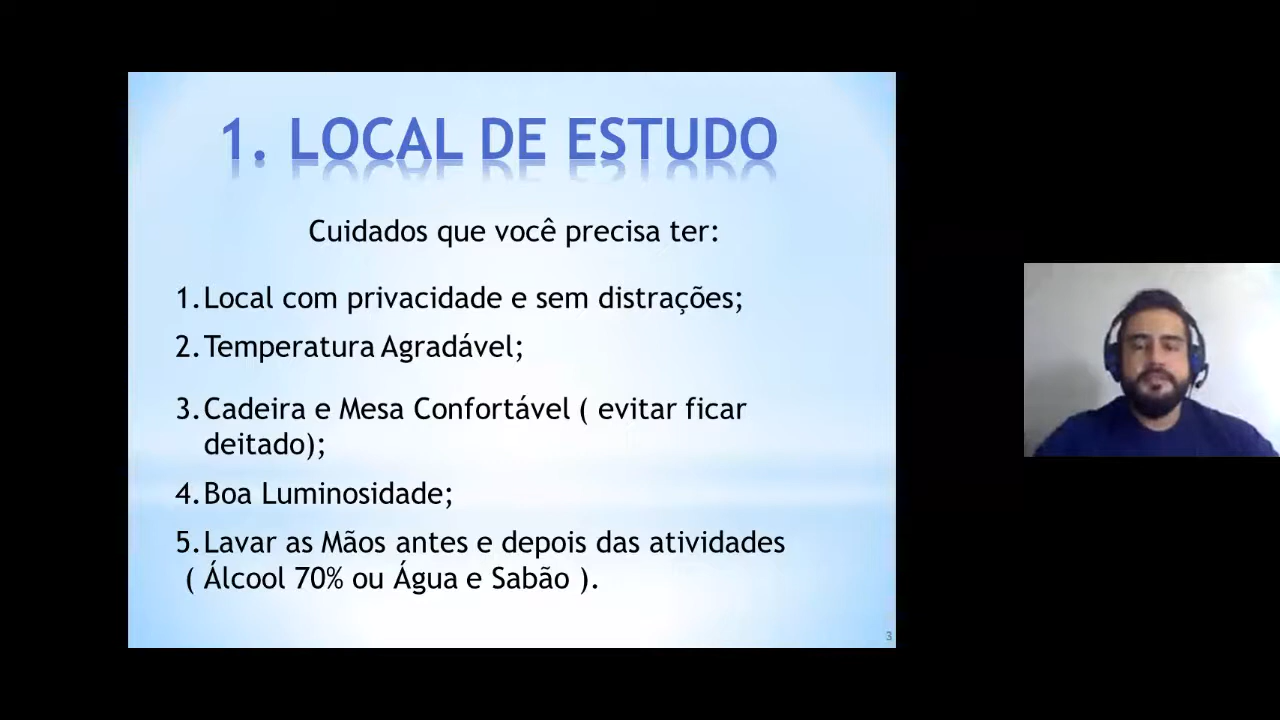 1. LOCAL DE ESTUDO
Cuidados que você precisa ter:
1.Local com privacidade e sem distrações;
2.Temperatura Agradável;
3.Cadeira e Mesa Confortável ( evitar ficar
deitado);
4.Boa Luminosidade;
5.Lavar as Mãos antes e depois das atividades
( Álcool 70% ou Água e Sabão ).
3